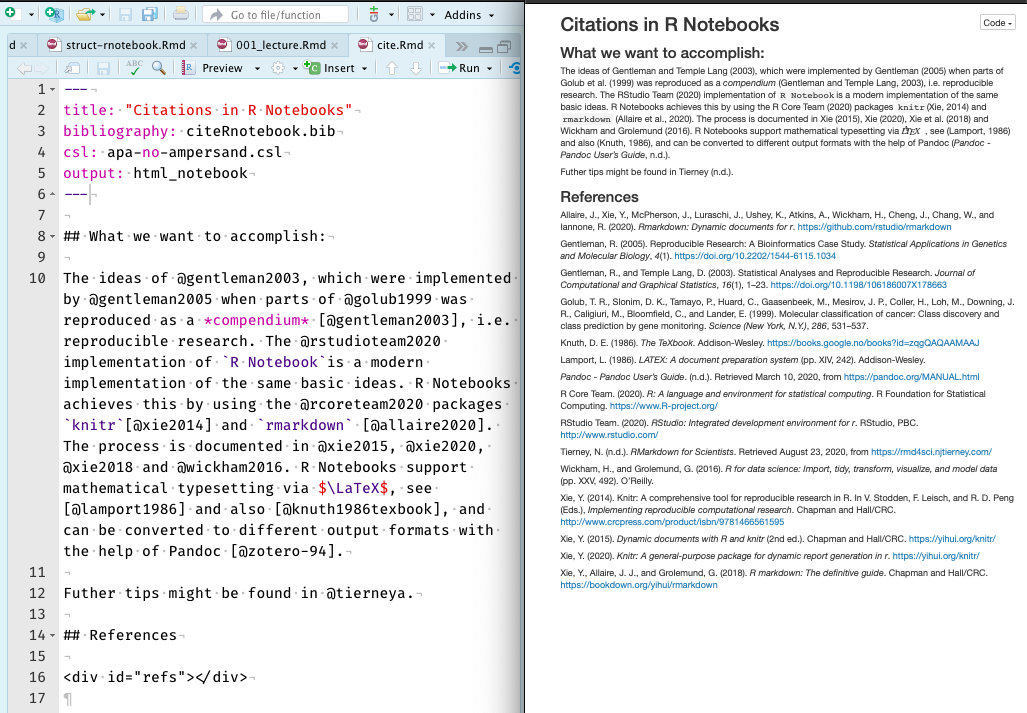 Go to file/function
Addins
d
struct-rnotebook.Rmd
001_lecture.Rmd
cite.Rmd
ABC
Preview
Insert
Run
1 ---
2 title: "Citations in R Notebooks"
3 bibliography: citeRnotebook.bib
4 csl: apa-no-ampersand.csl
5 output: html_notebook
6 ---
7
8 ## What we want to accomplish:
9
10 The ideas of @gentleman2003, which were implemented
by @gentleman2005 when parts of @golub1999 was
reproduced as a *compendium* [@gentleman2003], i.e.
reproducible research. The @rstudioteam2020
implementation of `R Notebook`is a modern
implementation of the same basic ideas. R Notebooks
achieves this by using the @rcoreteam2020 packages
`knitr`[@xie2014] and `rmarkdown` [@allaire2020].
The process is documented in @xie2015, @xie2020,
@xie2018 and @wickham2016. R Notebooks support
mathematical typesetting via $\LaTeX$, see
[@lamport1986] and also [@knuth1986texbook], and
can be converted to different output formats with
the help of Pandoc [@zotero-94].
11
12 Futher tips might be found in @tierneya.
13
14 ## References
15
16 <div id="refs"></div>
17
Citations in R Notebooks
Code
What we want to accomplish:
The ideas of Gentleman and Temple Lang (2003), which were implemented by Gentleman (2005) when parts of
Golub et al. (1999) was reproduced as a compendium (Gentleman and Temple Lang, 2003), i.e. reproducible
research. The RStudio Team (2020) implementation of R Notebook is a modern implementation of the same
basic ideas. R Notebooks achieves this by using the R Core Team (2020) packages knitr (Xie, 2014) and
rmarkdown (Allaire et al., 2020). The process is documented in Xie (2015), Xie (2020), Xie et al. (2018) and
Wickham and Grolemund (2016). R Notebooks support mathematical typesetting via LATEX , see (Lamport, 1986)
and also (Knuth, 1986), and can be converted to different output formats with the help of Pandoc (Pandoc -
Pandoc User's Guide, n.d.).
Futher tips might be found in Tierney (n.d.).
References
Allaire, J., Xie, Y., McPherson, J., Luraschi, J., Ushey, K., Atkins, A., Wickham, H., Cheng, J., Chang, W., and
Iannone, R. (2020). Rmarkdown: Dynamic documents for r. https://github.com/rstudio/rmarkdown
Gentleman, R. (2005). Reproducible Research: A Bioinformatics Case Study. Statistical Applications in Genetics
and Molecular Biology, 4(1). https://doi.org/10.2202/1544-6115.1034
Gentleman, R., and Temple Lang, D. (2003). Statistical Analyses and Reproducible Research. Journal of
Computational and Graphical Statistics, 16(1), 1–23. https://doi.org/10.1198/106186007X178663
Golub, T. R., Slonim, D. K., Tamayo, P., Huard, C., Gaasenbeek, M., Mesirov, J. P., Coller, H., Loh, M., Downing, J.
R., Caligiuri, M., Bloomfield, C., and Lander, E. (1999). Molecular classification of cancer: Class discovery and
class prediction by gene monitoring. Science (New York, N.Y.), 286, 531–537.
Knuth, D. E. (1986). The TeXbook. Addison-Wesley. https://books.google.no/books?id=zqgQAQAAMAAJ
Lamport, L. (1986). LATEX: A document preparation system (pp. XIV, 242). Addison-Wesley.
Pandoc - Pandoc User's Guide. (n.d.). Retrieved March 10, 2020, from https://pandoc.org/MANUAL.html
R Core Team. (2020). R: A language and environment for statistical computing. R Foundation for Statistical
Computing. https://www.R-project.org/
RStudio Team. (2020). RStudio: Integrated development environment for r. RStudio, PBC.
http://www.rstudio.com/
Tierney, N. (n.d.). RMarkdown for Scientists. Retrieved August 23, 2020, from https://rmd4sci.njtierney.com/
Wickham, H., and Grolemund, G. (2016). R for data science: Import, tidy, transform, visualize, and model data
(pp. XXV, 492). O'Reilly.
Xie, Y. (2014). Knitr: A comprehensive tool for reproducible research in R. In V. Stodden, F. Leisch, and R. D. Peng
(Eds.), Implementing reproducible computational research. Chapman and Hall/CRC.
http://www.crcpress.com/product/isbn/9781466561595
Xie, Y. (2015). Dynamic documents with R and knitr (2nd ed.). Chapman and Hall/CRC. https://yihui.org/knitr/
Xie, Y. (2020). Knitr: A general-purpose package for dynamic report generation in r. https://yihui.org/knitr/
Xie, Y., Allaire, J. J., and Grolemund, G. (2018). R markdown: The definitive guide. Chapman and Hall/CRC.
https://bookdown.org/yihui/rmarkdown